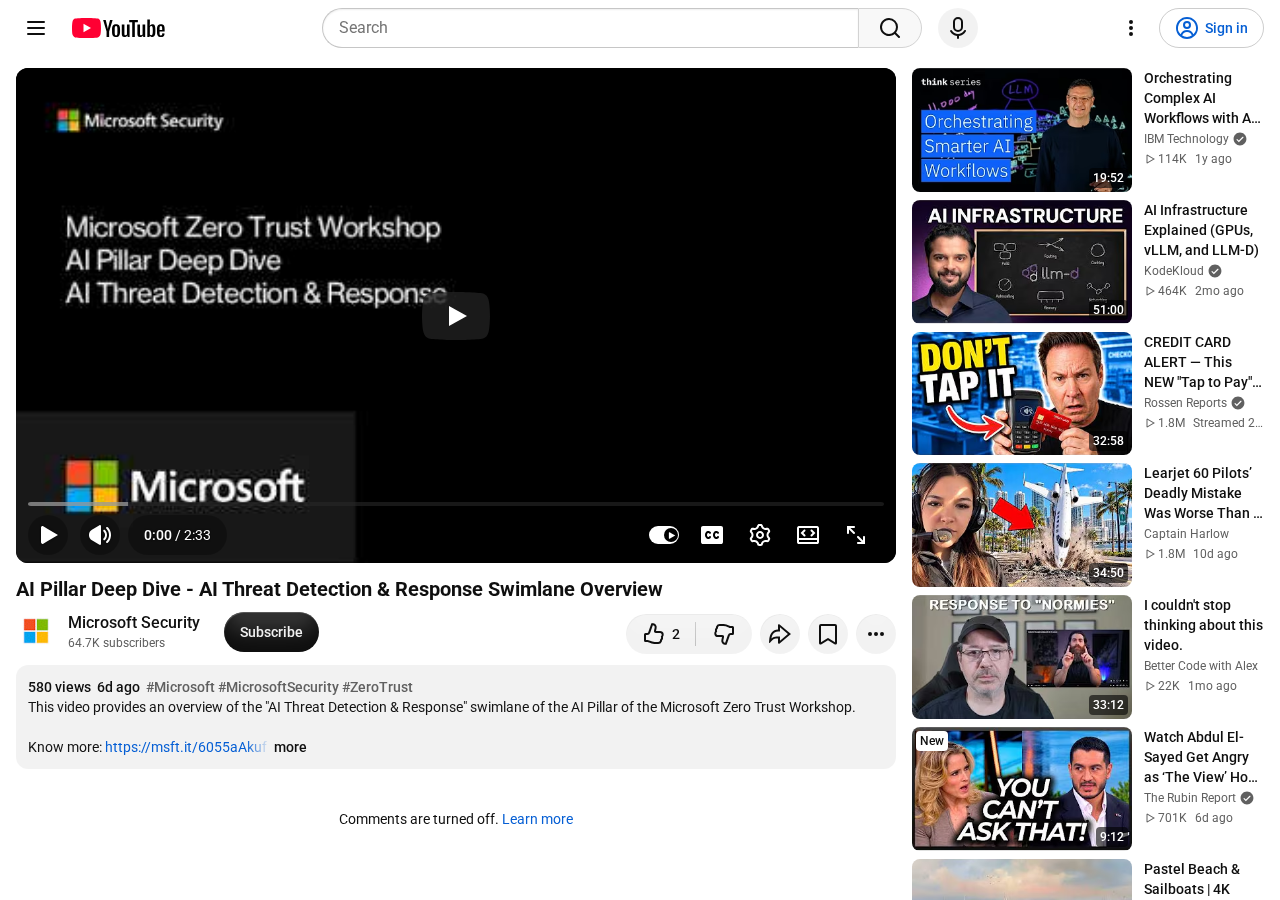 YouTube
Search
Sign in
Microsoft Security
Microsoft Zero Trust Workshop
AI Pillar Deep Dive
AI Threat Detection & Response
Microsoft
0:00 / 2:33
AI Pillar Deep Dive - AI Threat Detection & Response Swimlane Overview
Microsoft Security
64.7K subscribers
Subscribe
2
580 views 6d ago #Microsoft #MicrosoftSecurity #ZeroTrust
This video provides an overview of the "AI Threat Detection & Response" swimlane of the AI Pillar of the Microsoft Zero Trust Workshop.
Know more: https://msft.it/6055aAkuf more
Comments are turned off. Learn more
think series
LLM
Orchestrating
Smarter AI
Workflows
19:52
Orchestrating
Complex AI
Workflows with A...
IBM Technology
114K 1y ago
AI INFRASTRUCTURE
llm-d
51:00
AI Infrastructure
Explained (GPUs,
vLLM, and LLM-D)
KodeKloud
464K 2mo ago
DON'T
TAP IT
32:58
CREDIT CARD
ALERT — This
NEW "Tap to Pay"...
Rossen Reports
1.8M Streamed 2...
34:50
Learjet 60 Pilots’
Deadly Mistake
Was Worse Than ...
Captain Harlow
1.8M 10d ago
RESPONSE TO "NORMIES"
33:12
I couldn't stop
thinking about this
video.
Better Code with Alex
22K 1mo ago
New
YOU
CAN'T
ASK THAT!
9:12
Watch Abdul El-
Sayed Get Angry
as ‘The View’ Ho...
The Rubin Report
701K 6d ago
Pastel Beach &
Sailboats | 4K